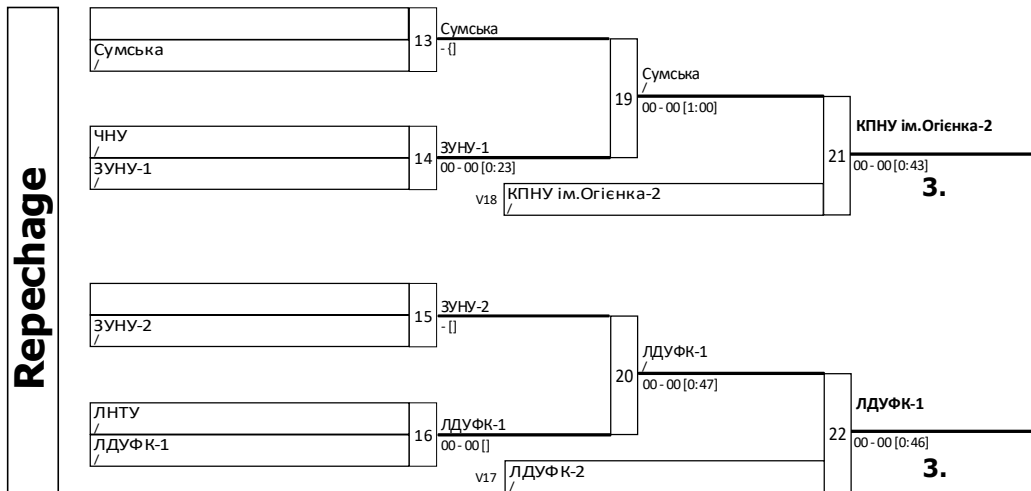 Repechage
Сумська
/
13
Сумська
- {]
ЧНУ
/
ЗУНУ-1
/
14
ЗУНУ-1
00 - 00 [0:23]
19
Сумська
/
00 - 00 [1:00]
V18
КПНУ ім.Огієнка-2
/
21
КПНУ ім.Огієнка-2
00 - 00 [0:43]
3.
ЗУНУ-2
/
15
ЗУНУ-2
- []
ЛНТУ
/
ЛДУФК-1
/
16
ЛДУФК-1
00 - 00 []
20
ЛДУФК-1
/
00 - 00 [0:47]
V17
ЛДУФК-2
/
22
ЛДУФК-1
00 - 00 [0:46]
3.